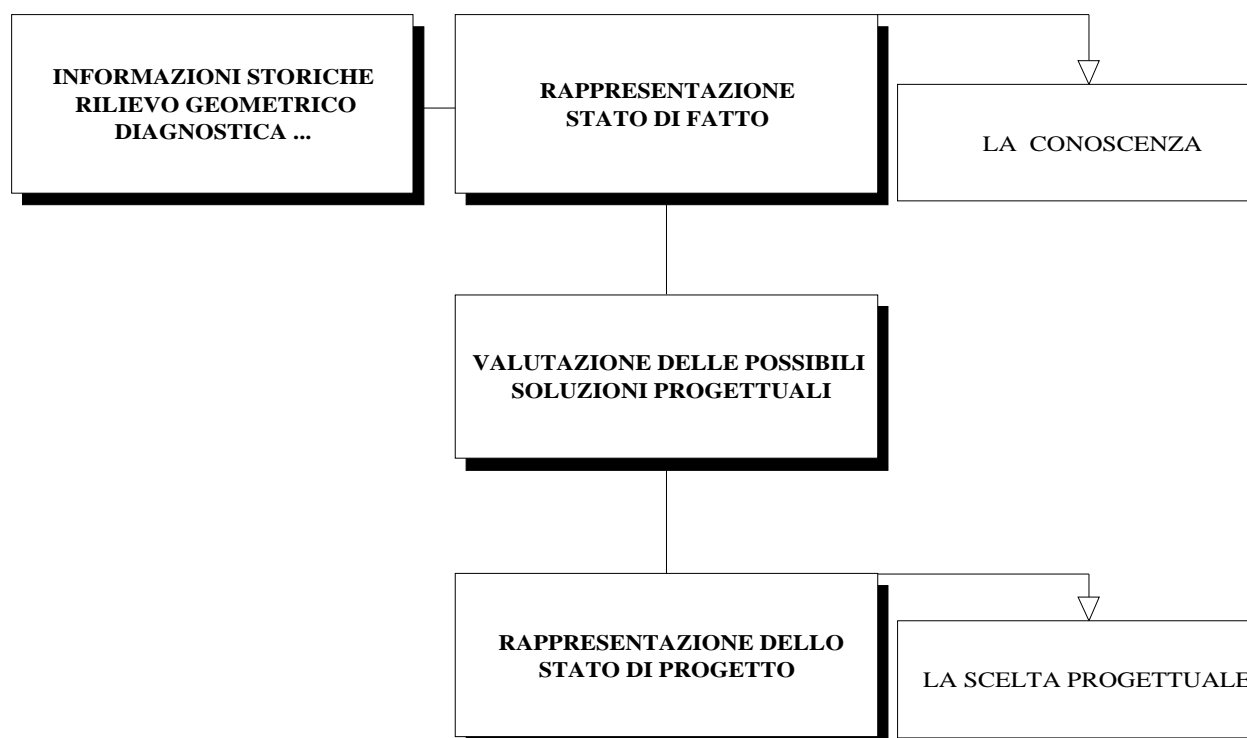 INFORMAZIONI STORICHE
RILIEVO GEOMETRICO
DIAGNOSTICA ...
RAPPRESENTAZIONE
STATO DI FATTO
LA CONOSCENZA
VALUTAZIONE DELLE POSSIBILI
SOLUZIONI PROGETTUALI
RAPPRESENTAZIONE DELLO
STATO DI PROGETTO
LA SCELTA PROGETTUALE